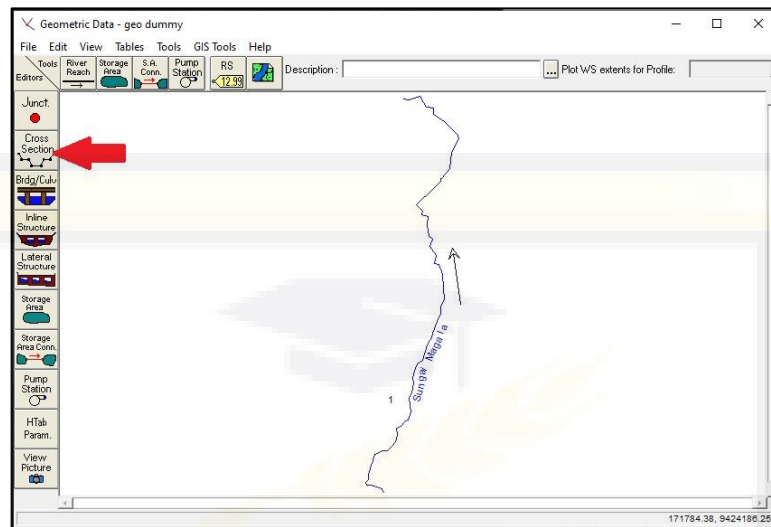 Geometric Data - geo dummy
File Edit View Tables Tools GIS Tools Help
Tools
Editors
River
Reach
Storage
Area
S.A.
Conn.
Pump
Station
RS
12.99
Description :
...
Plot WS extents for Profile:
Junct.
Cross
Section
Brdg/Culv
Inline
Structure
Lateral
Structure
Storage
Area
Storage
Area Conn.
Pump
Station
HTab
Param.
View
Picture
Sungai Magala
1
171784.38, 9424186.25